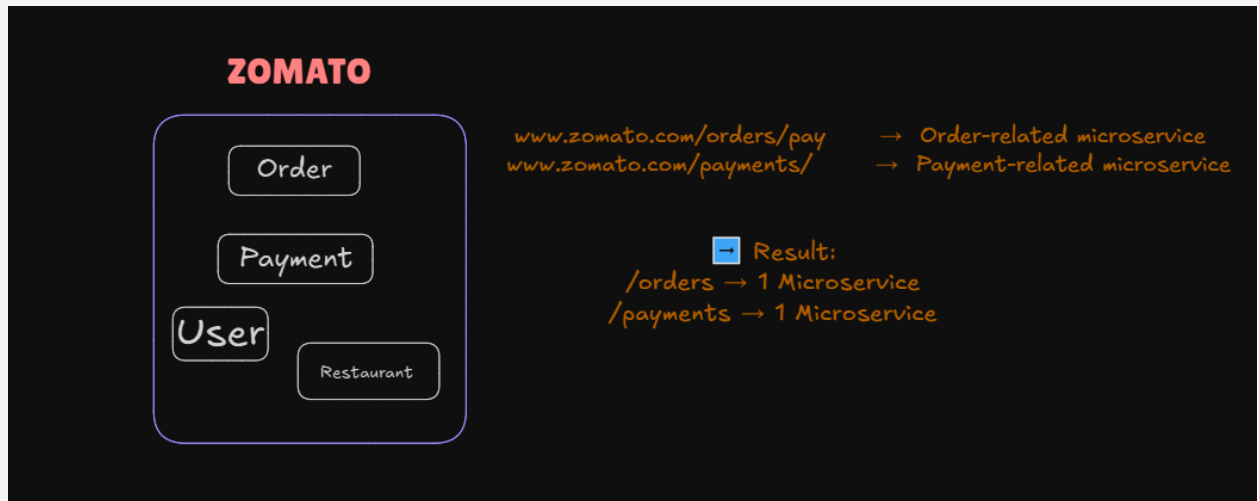 ZOMATO
Order
Payment
User
Restaurant
www.zomato.com/orders/pay → Order-related microservice
www.zomato.com/payments/ → Payment-related microservice
→ Result:
/orders → 1 Microservice
/payments → 1 Microservice